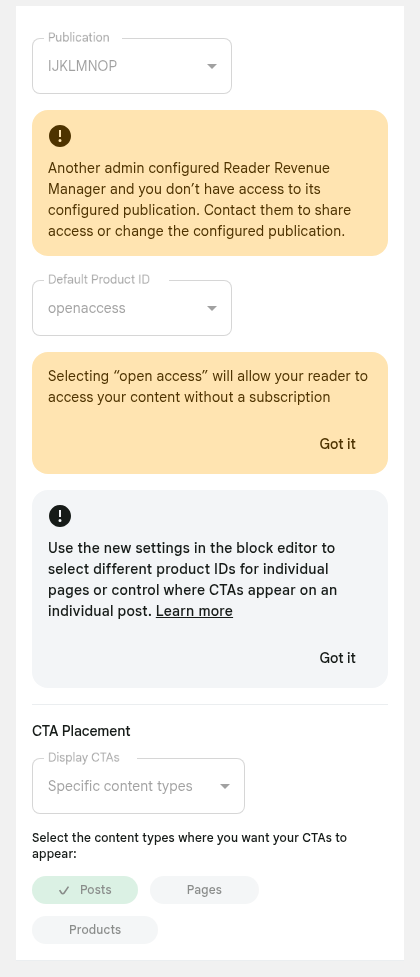 Publication
IJKLMNOP
Another admin configured Reader Revenue
Manager and you don’t have access to its
configured publication. Contact them to share
access or change the configured publication.
Default Product ID
openaccess
Selecting “open access” will allow your reader to
access your content without a subscription
Got it
Use the new settings in the block editor to
select different product IDs for individual
pages or control where CTAs appear on an
individual post. Learn more
Got it
CTA Placement
Display CTAs
Specific content types
Select the content types where you want your CTAs to
appear:
Posts
Pages
Products